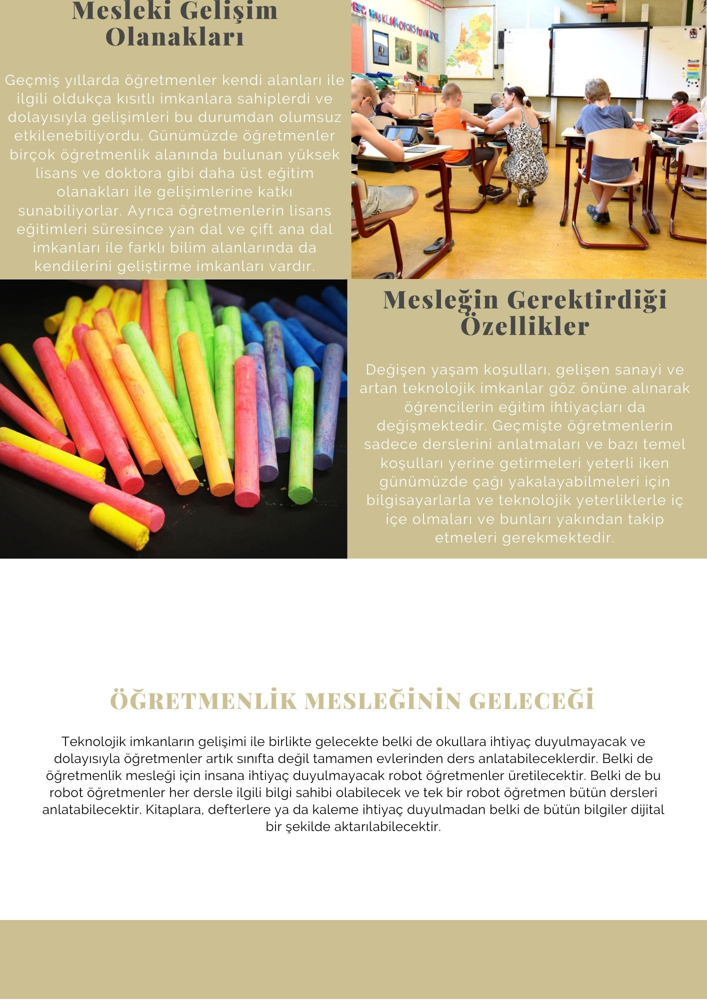 Mesleki Gelişim
Olanakları
Geçmiş yıllarda öğretmenler kendi alanları ile
ilgili oldukça kısıtlı imkanlara sahiplerdi ve
dolayısıyla gelişimleri bu durumdan olumsuz
etkilenebiliyordu. Günümüzde öğretmenler
birçok öğretmenlik alanında bulunan yüksek
lisans ve doktora gibi daha üst eğitim
olanakları ile gelişimlerine katkı
sunabiliyorlar. Ayrıca öğretmenlerin lisans
eğitimleri süresince yan dal ve çift ana dal
imkanları ile farklı bilim alanlarında da
kendilerini geliştirme imkanları vardır.
Mesleğin Gerektirdiği
Özellikler
Değişen yaşam koşulları, gelişen sanayi ve
artan teknolojik imkanlar göz önüne alınarak
öğrencilerin eğitim ihtiyaçları da
değişmektedir. Geçmişte öğretmenlerin
sadece derslerini anlatmaları ve bazı temel
koşulları yerine getirmeleri yeterli iken
günümüzde çağı yakalayabilmeleri için
bilgisayarlarla ve teknolojik yeterliklerle iç
içe olmaları ve bunları yakından takip
etmeleri gerekmektedir.
ÖĞRETMENLİK MESLEĞİNİN GELECEĞİ
Teknolojik imkanların gelişimi ile birlikte gelecekte belki de okullara ihtiyaç duyulmayacak ve
dolayısıyla öğretmenler artık sınıfta değil tamamen evlerinden ders anlatabileceklerdir. Belki de
öğretmenlik mesleği için insana ihtiyaç duyulmayacak robot öğretmenler üretilecektir. Belki de bu
robot öğretmenler her dersle ilgili bilgi sahibi olabilecek ve tek bir robot öğretmen bütün dersleri
anlatabilecektir. Kitaplara, defterlere ya da kaleme ihtiyaç duyulmadan belki de bütün bilgiler dijital
bir şekilde aktarılabilecektir.